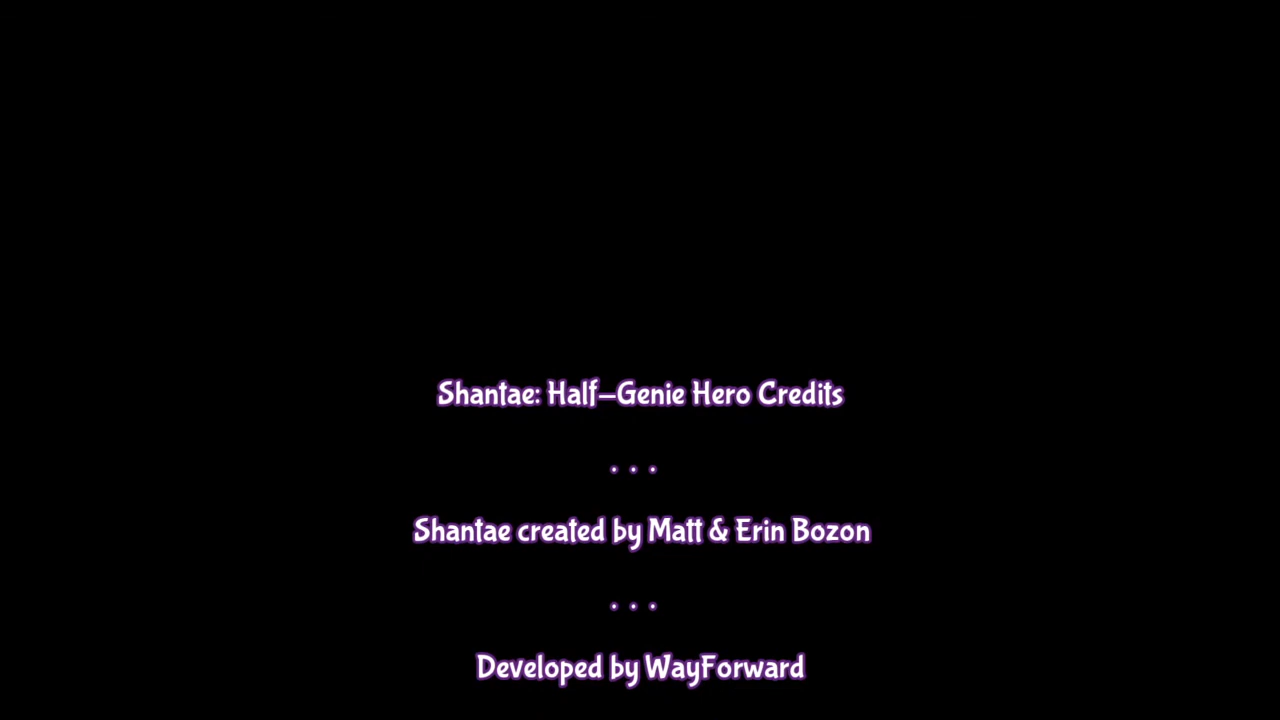 Shantae: Half-Genie Hero Credits
. . .
Shantae created by Matt & Erin Bozon
. . .
Developed by WayForward